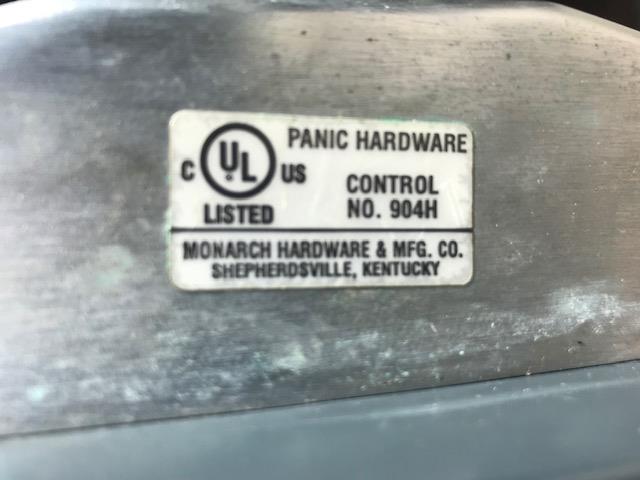 PANIC HARDWARE
C UL US
CONTROL
LISTED NO. 904H
MONARCH HARDWARE & MFG. CO.
SHEPHERDSVILLE, KENTUCKY